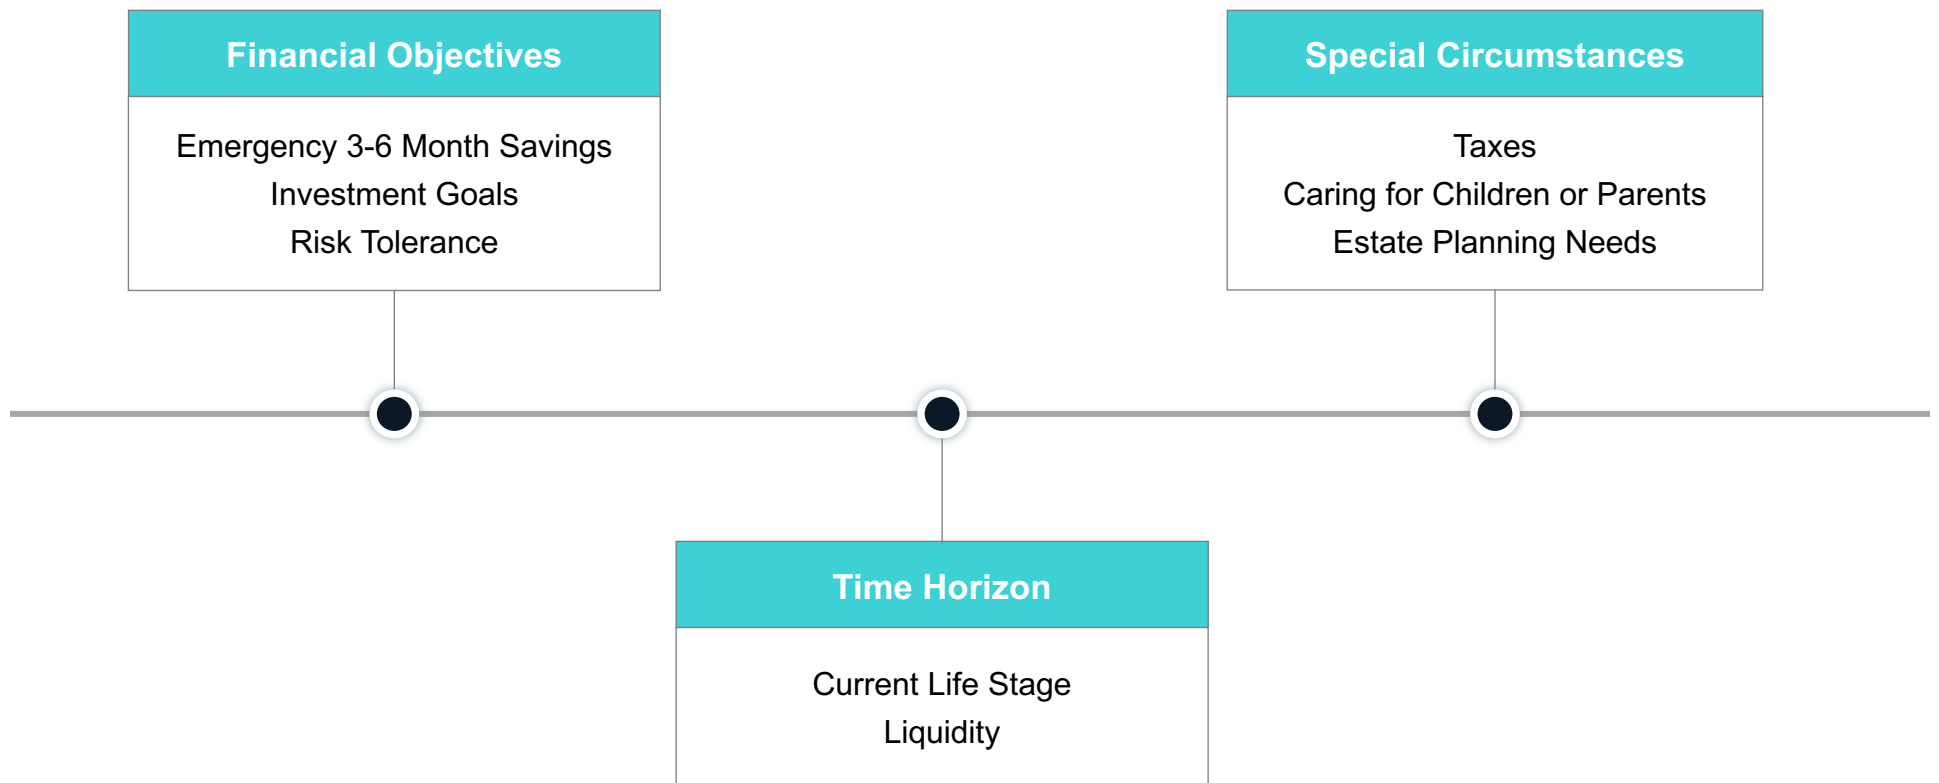 Financial Objectives
Emergency 3-6 Month Savings
Investment Goals
Risk Tolerance
Special Circumstances
Taxes
Caring for Children or Parents
Estate Planning Needs
Time Horizon
Current Life Stage
Liquidity